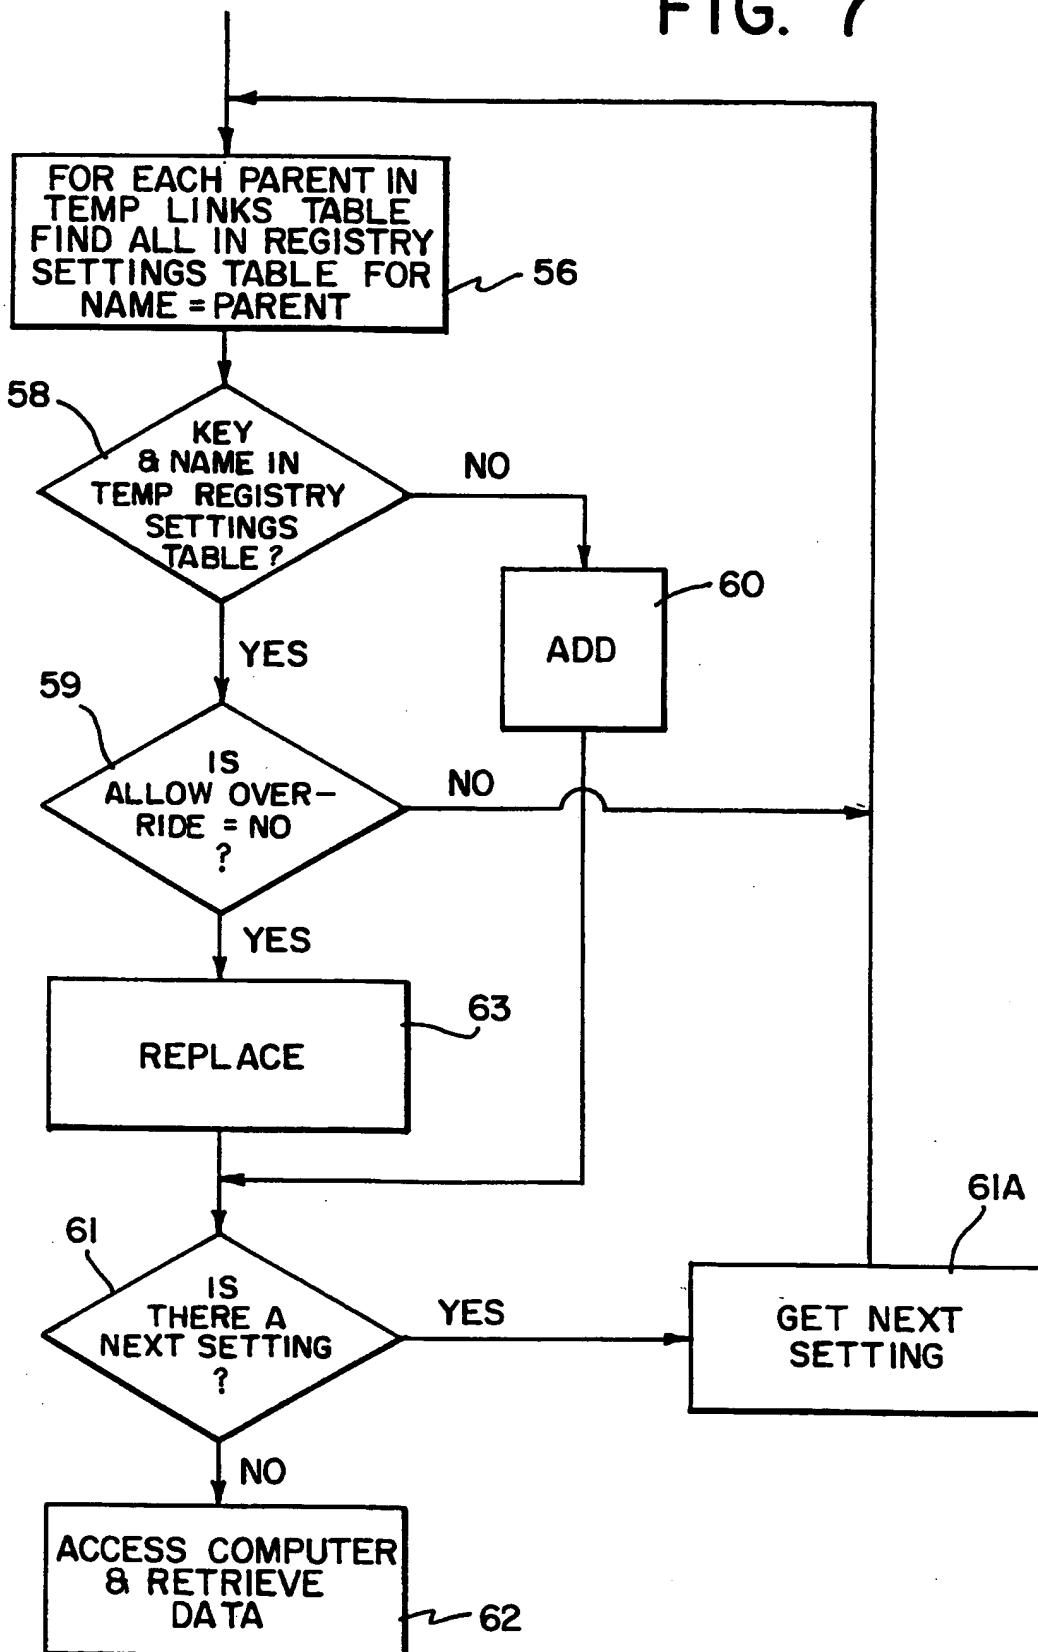 FIG. 7
FOR EACH PARENT IN
TEMP LINKS TABLE
FIND ALL IN REGISTRY
SETTINGS TABLE FOR
NAME = PARENT
56
58
KEY
& NAME IN
TEMP REGISTRY
SETTINGS
TABLE ?
NO
60
ADD
YES
59
IS
ALLOW OVER-
RIDE = NO
?
NO
YES
63
REPLACE
61A
61
IS
THERE A
NEXT SETTING
?
YES
GET NEXT
SETTING
NO
ACCESS COMPUTER
& RETRIEVE
DATA
62